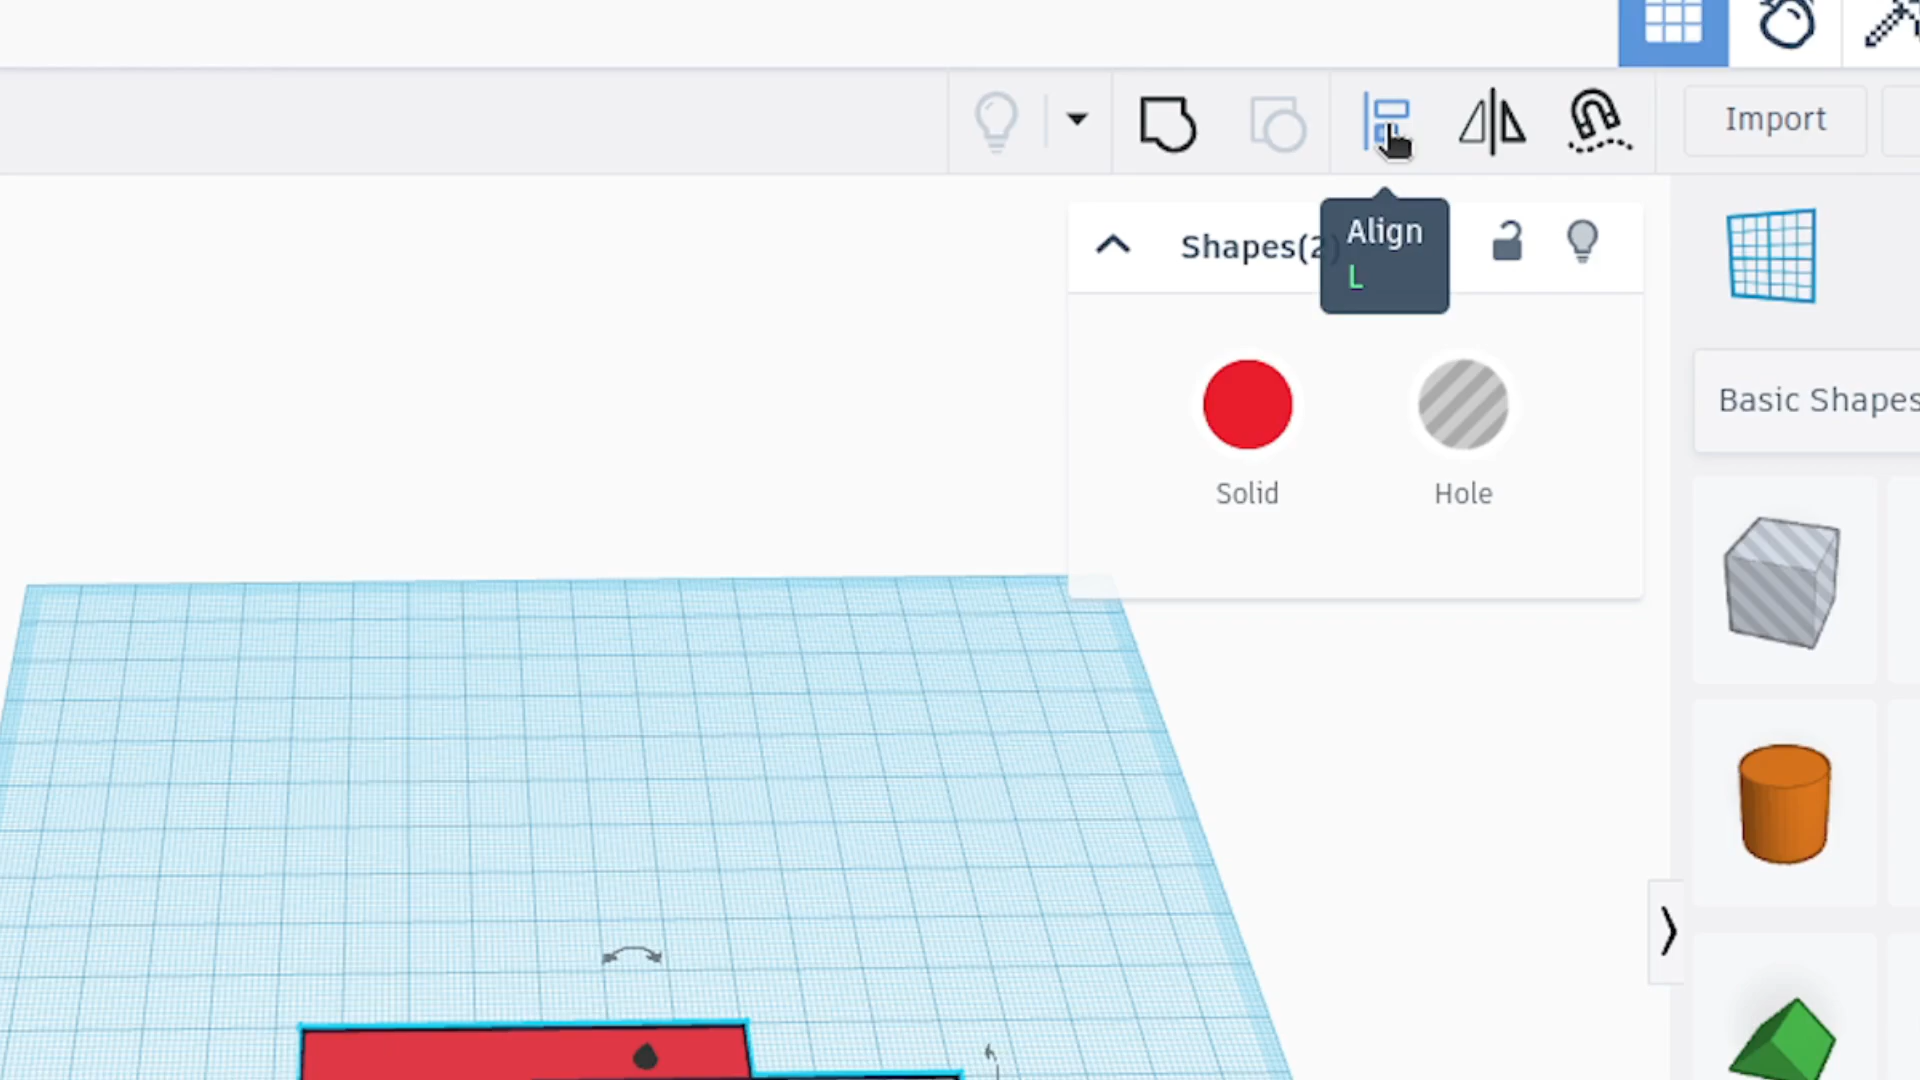 Import
Shapes(2)
Align
L
Basic Shapes
Solid
Hole